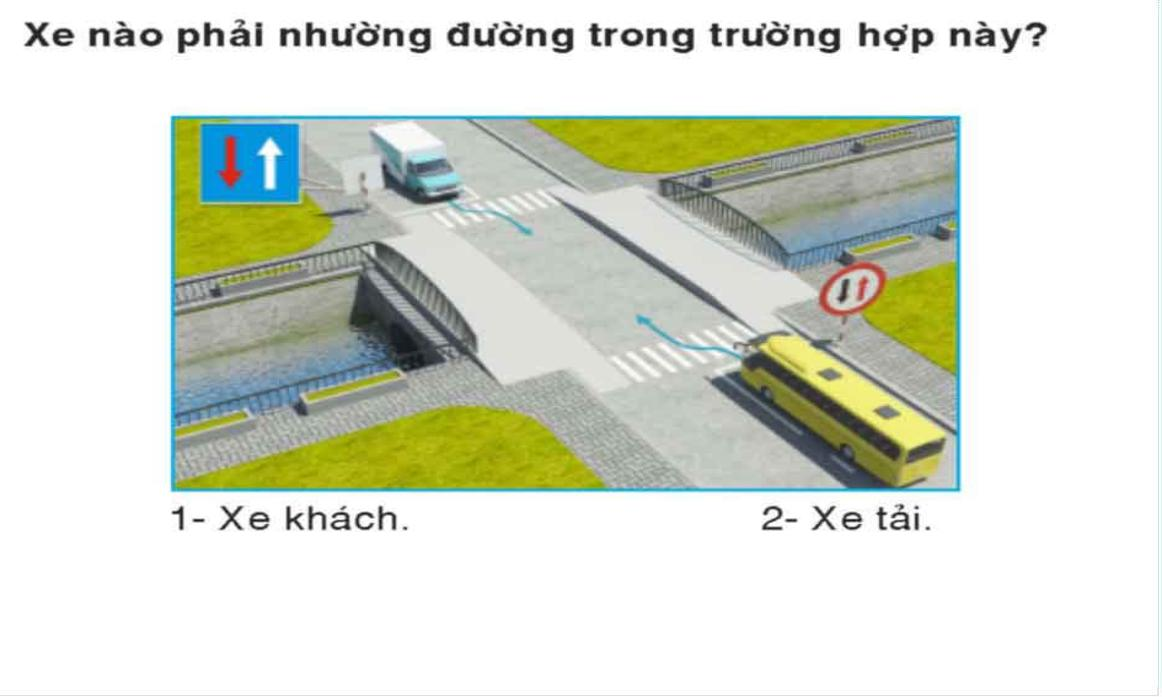 Xe nào phải nhường đường trong trường hợp này?
1- Xe khách.
2- Xe tải.